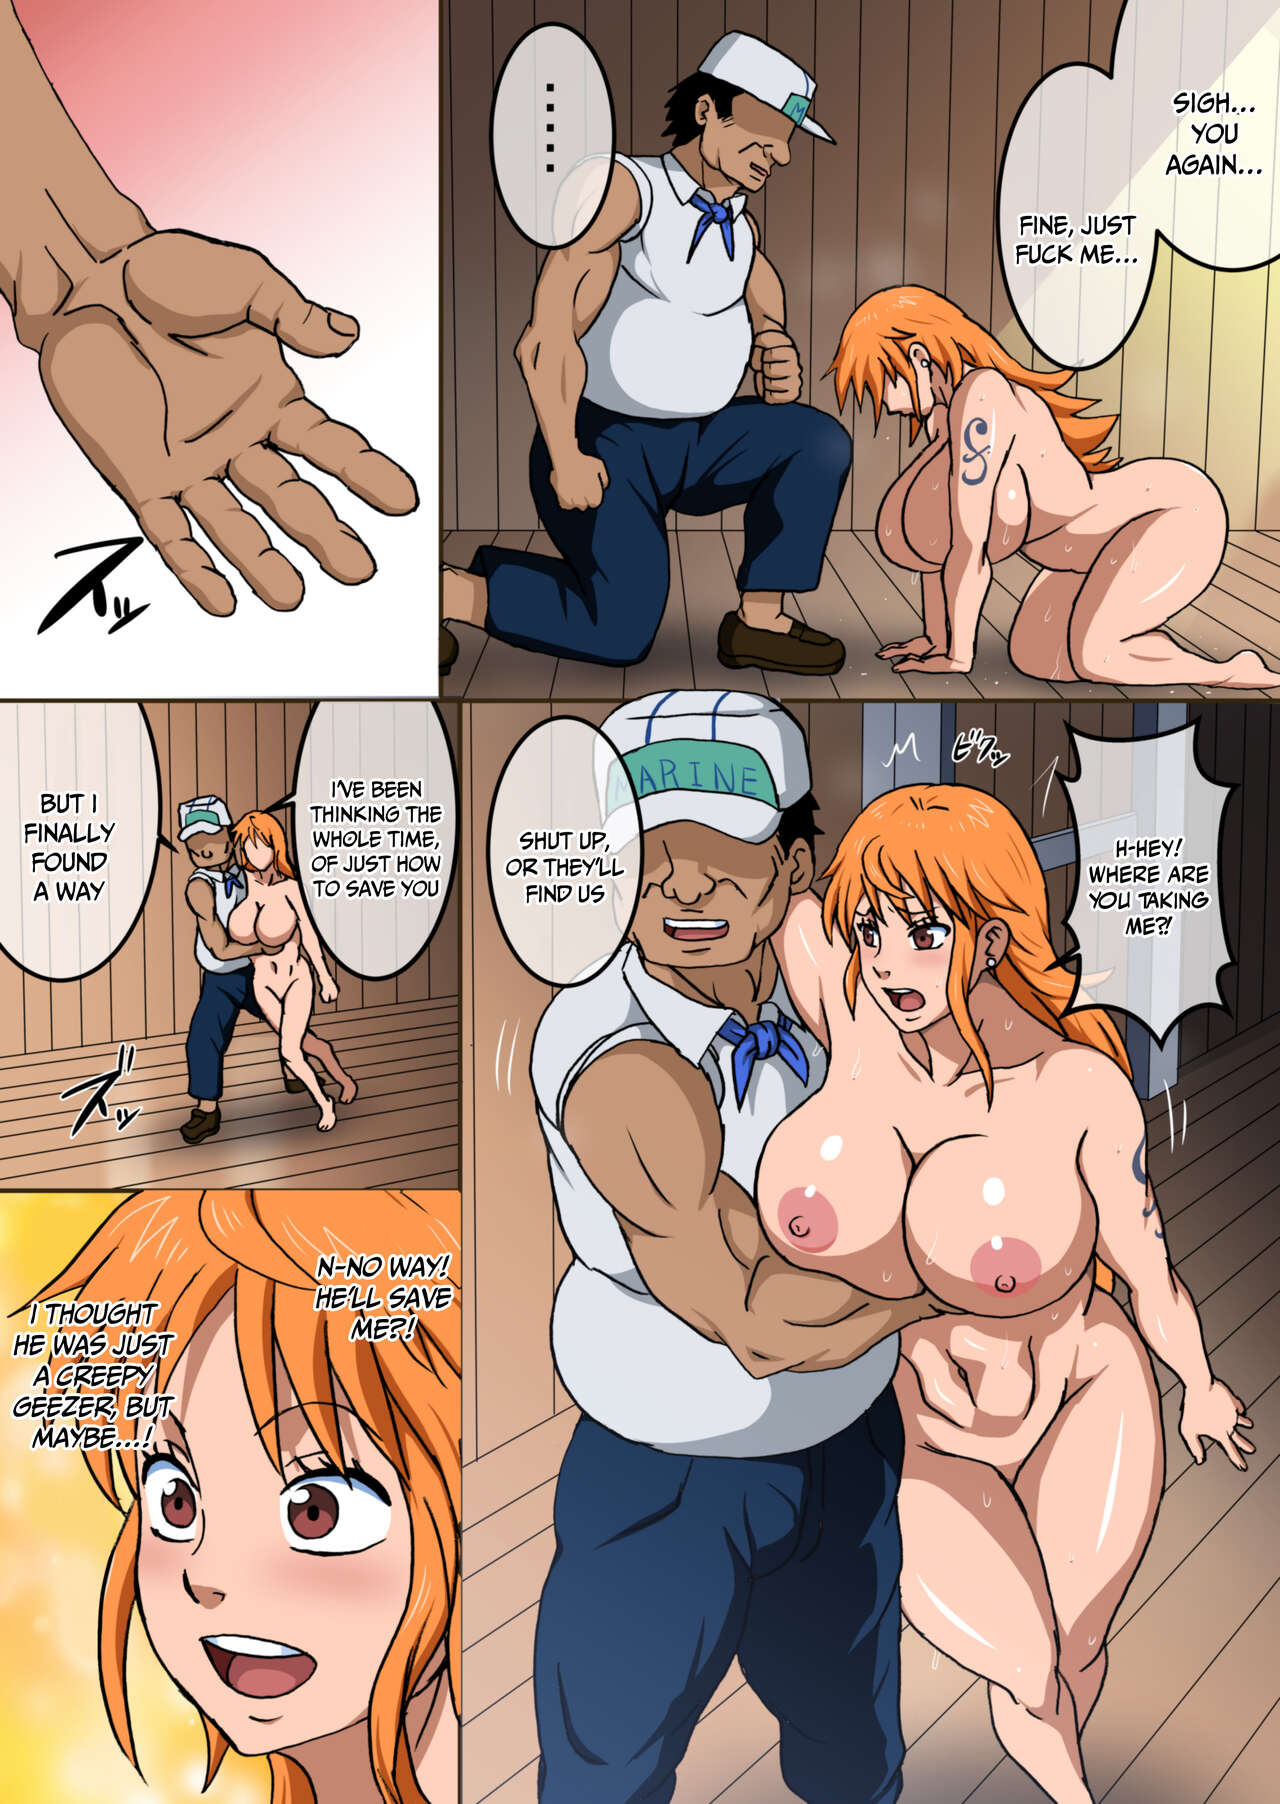 SIGH...
YOU
AGAIN...
FINE, JUST
FUCK ME...
.....
M
ズッ
I'VE BEEN
THINKING THE
WHOLE TIME,
OF JUST HOW
TO SAVE YOU
BUT I
FINALLY
FOUND
A WAY
ズッ
H-HEY!
WHERE ARE
YOU TAKING
ME?!
ビクッ
SHUT UP,
OR THEY'LL
FIND US
MARINE
N-NO WAY!
HE'LL SAVE
ME?!
I THOUGHT
HE WAS JUST
A CREEPY
GEEZER, BUT
MAYBE...!